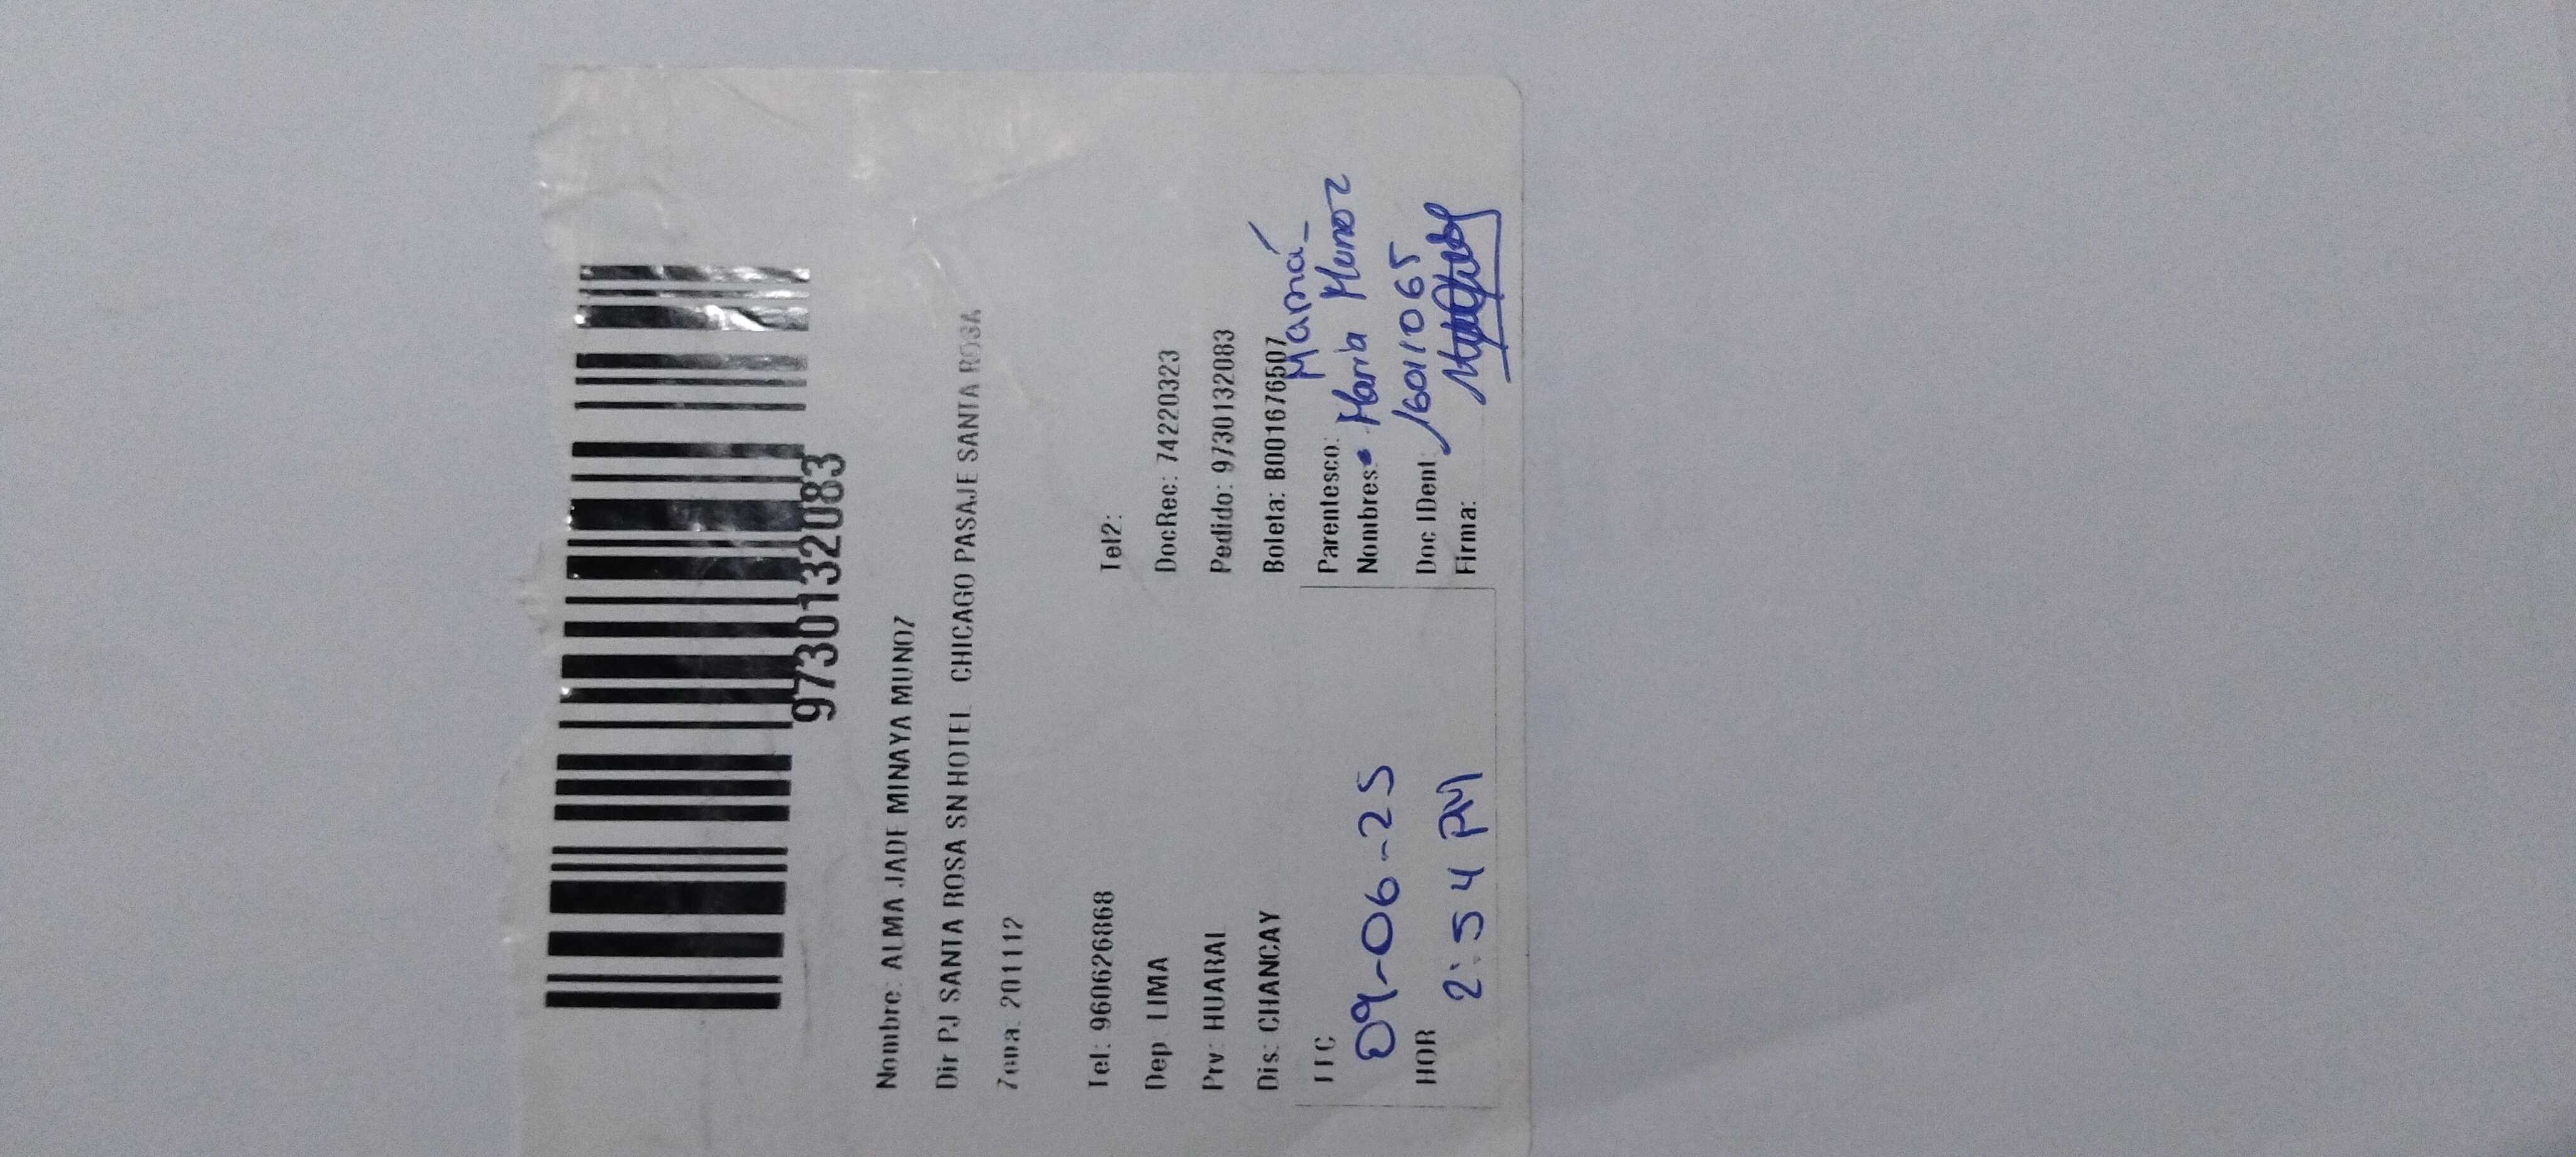 9730132083
Nombre: ALMA JADE MINAYA MUNOZ
Dir PJ SANTA ROSA SN HOTEL CHICAGO PASAJE SANTA ROSA
Zona. 201112
Tel: 960626868 Tel2:
Dep LIMA DocRec: 74220323
Prv: HUARAL Pedido: 9730132083
Dis: CHANCAY Boleta: B001676507
FEC Parentesco: Mamá
09-06-25 Nombres: María Munoz
HOR Doc IDent: 16011065
2:54 PM Firma: